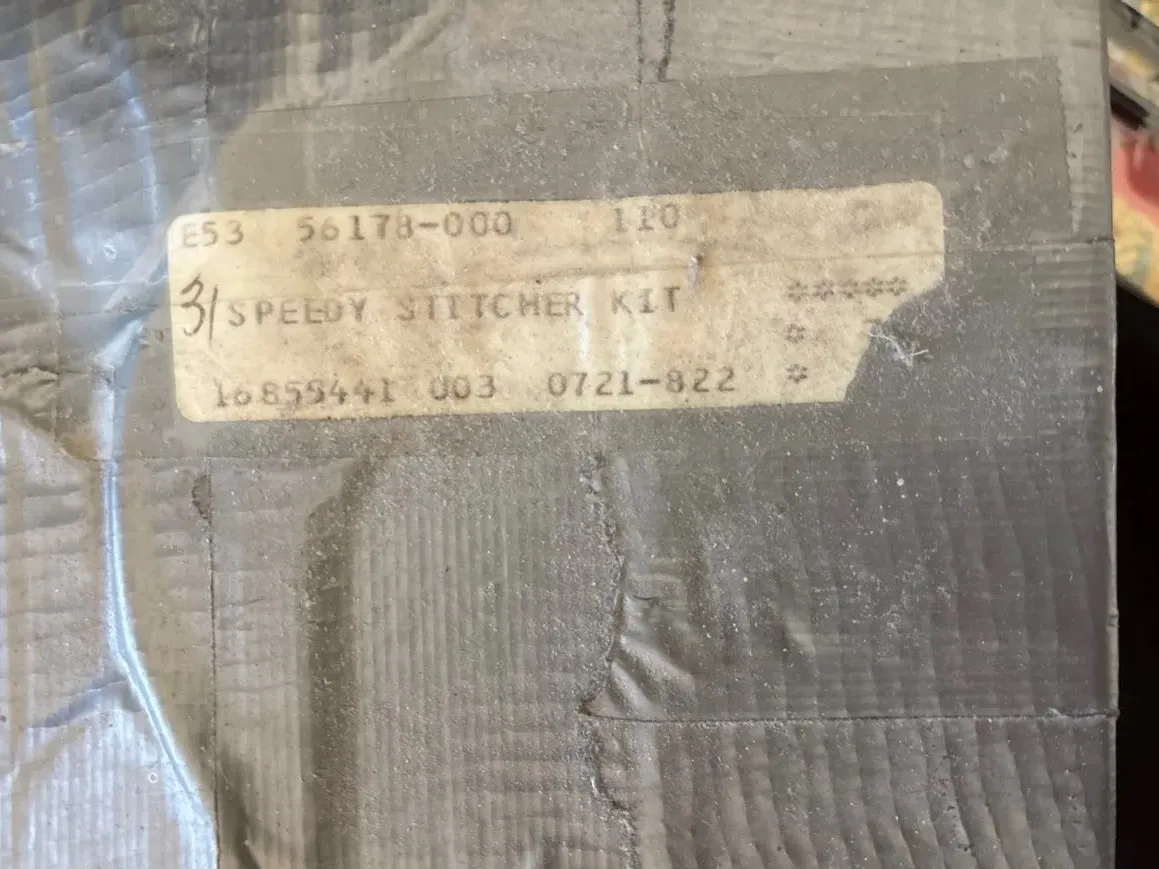 E53 56178-000 110
3/ SPEEDY STITCHER KIT *****
*
16855441 003 0721-822 *